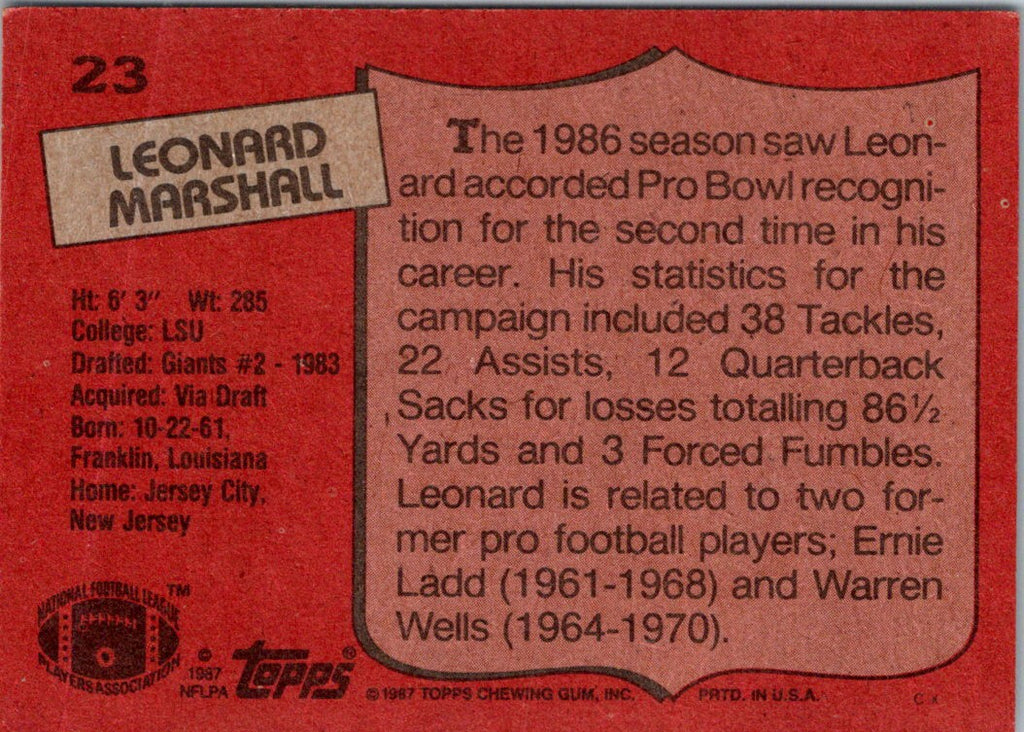 23
LEONARD
MARSHALL
Ht: 6' 3" Wt: 285
College: LSU
Drafted: Giants #2 - 1983
Acquired: Via Draft
Born: 10-22-61,
Franklin, Louisiana
Home: Jersey City,
New Jersey
The 1986 season saw Leon-
ard accorded Pro Bowl recogni-
tion for the second time in his
career. His statistics for the
campaign included 38 Tackles,
22 Assists, 12 Quarterback
Sacks for losses totalling 86½
Yards and 3 Forced Fumbles.
Leonard is related to two for-
mer pro football players; Ernie
Ladd (1961-1968) and Warren
Wells (1964-1970).
NATIONAL FOOTBALL LEAGUE ™
PLAYERS ASSOCIATION
© 1987
NFLPA
topps ®
© 1987 TOPPS CHEWING GUM, INC. PRTD. IN U.S.A.
C X